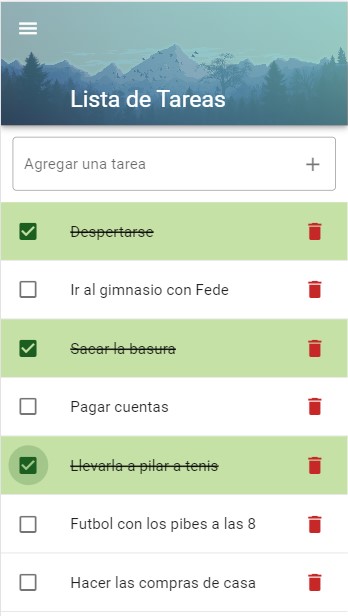 Lista de Tareas
Agregar una tarea
Despertarse
Ir al gimnasio con Fede
Sacar la basura
Pagar cuentas
Llevarla a pilar a tenis
Futbol con los pibes a las 8
Hacer las compras de casa